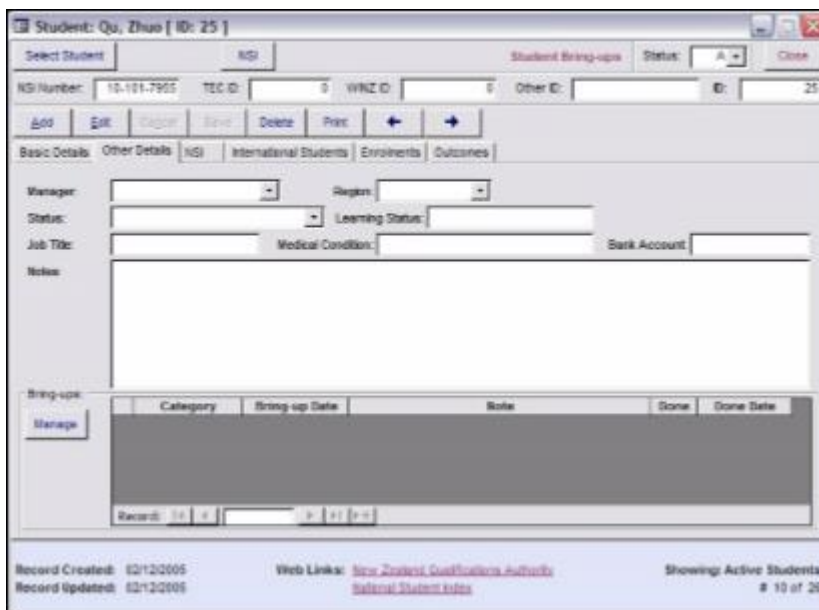 Student: Qu, Zhuo [ ID: 25 ]
Select Student NSI Student Bring-ups Status: A Close
NSI Number: 10-101-7955 TEC ID: 0 WINZ ID: 0 Other ID: ID: 25
Add Edit Cancel Save Delete Print
Basic Details Other Details NSI International Students Enrolments Outcomes
Manager: Region:
Status: Learning Status:
Job Title: Medical Condition: Bank Account:
Notes:
Bring-ups:
Manage
Category Bring-up Date Note Done Done Date
Record:
Record Created: 02/12/2005 Web Links: New Zealand Qualifications Authority Showing: Active Students
Record Updated: 02/12/2005 National Student Index # 10 of 26